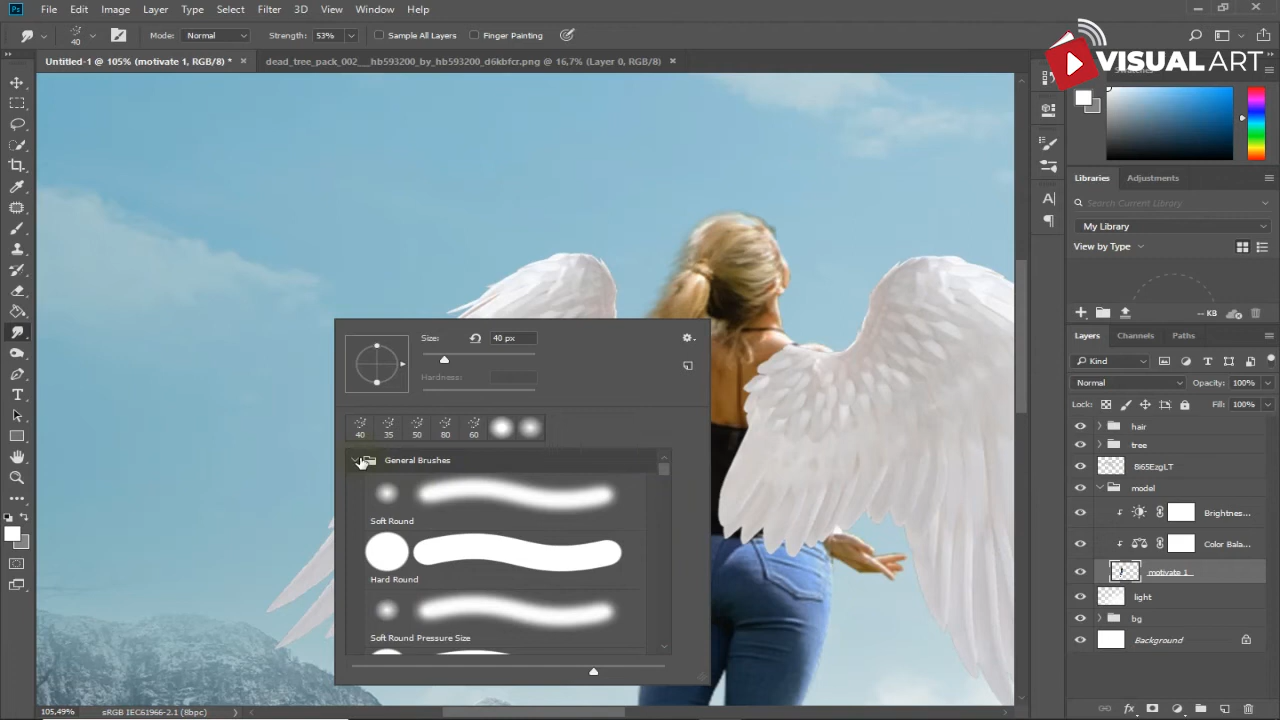 Ps File Edit Image Layer Type Select Filter 3D View Window Help
40 Mode: Normal Strength: 53% Sample All Layers Finger Painting
VISUAL ART
Untitled-1 @ 105% (motivate 1, RGB/8) * dead_tree_pack_002___hb593200_by_hb593200_d6kbfcr.png @ 16,7% (Layer 0, RGB/8)
Libraries Adjustments
Search Current Library
My Library
View by Type
-- KB
Size: 40 px
Hardness:
40 35 50 80 60
General Brushes
Soft Round
Hard Round
Soft Round Pressure Size
Layers Channels Paths
Kind
Normal Opacity: 100%
Lock: Fill: 100%
hair
tree
8i65EzgLT
model
Brightnes...
Color Bala...
motivate 1
light
bg
Background
105,49% sRGB IEC61966-2.1 (8bpc)